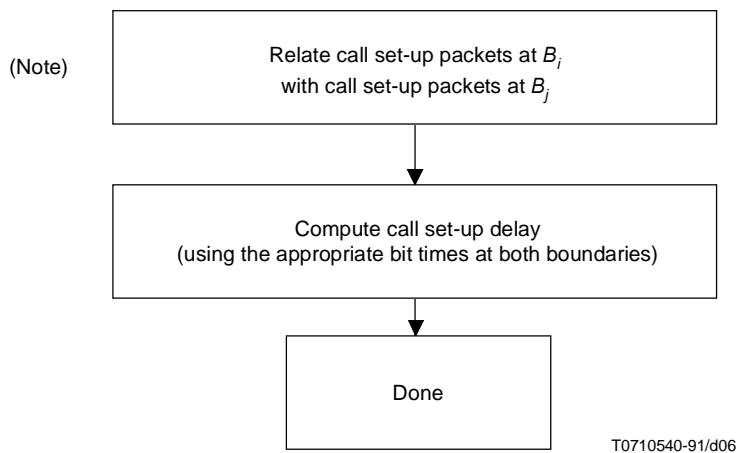 (Note)
Relate call set-up packets at Bi
with call set-up packets at Bj
Compute call set-up delay
(using the appropriate bit times at both boundaries)
Done
T0710540-91/d06